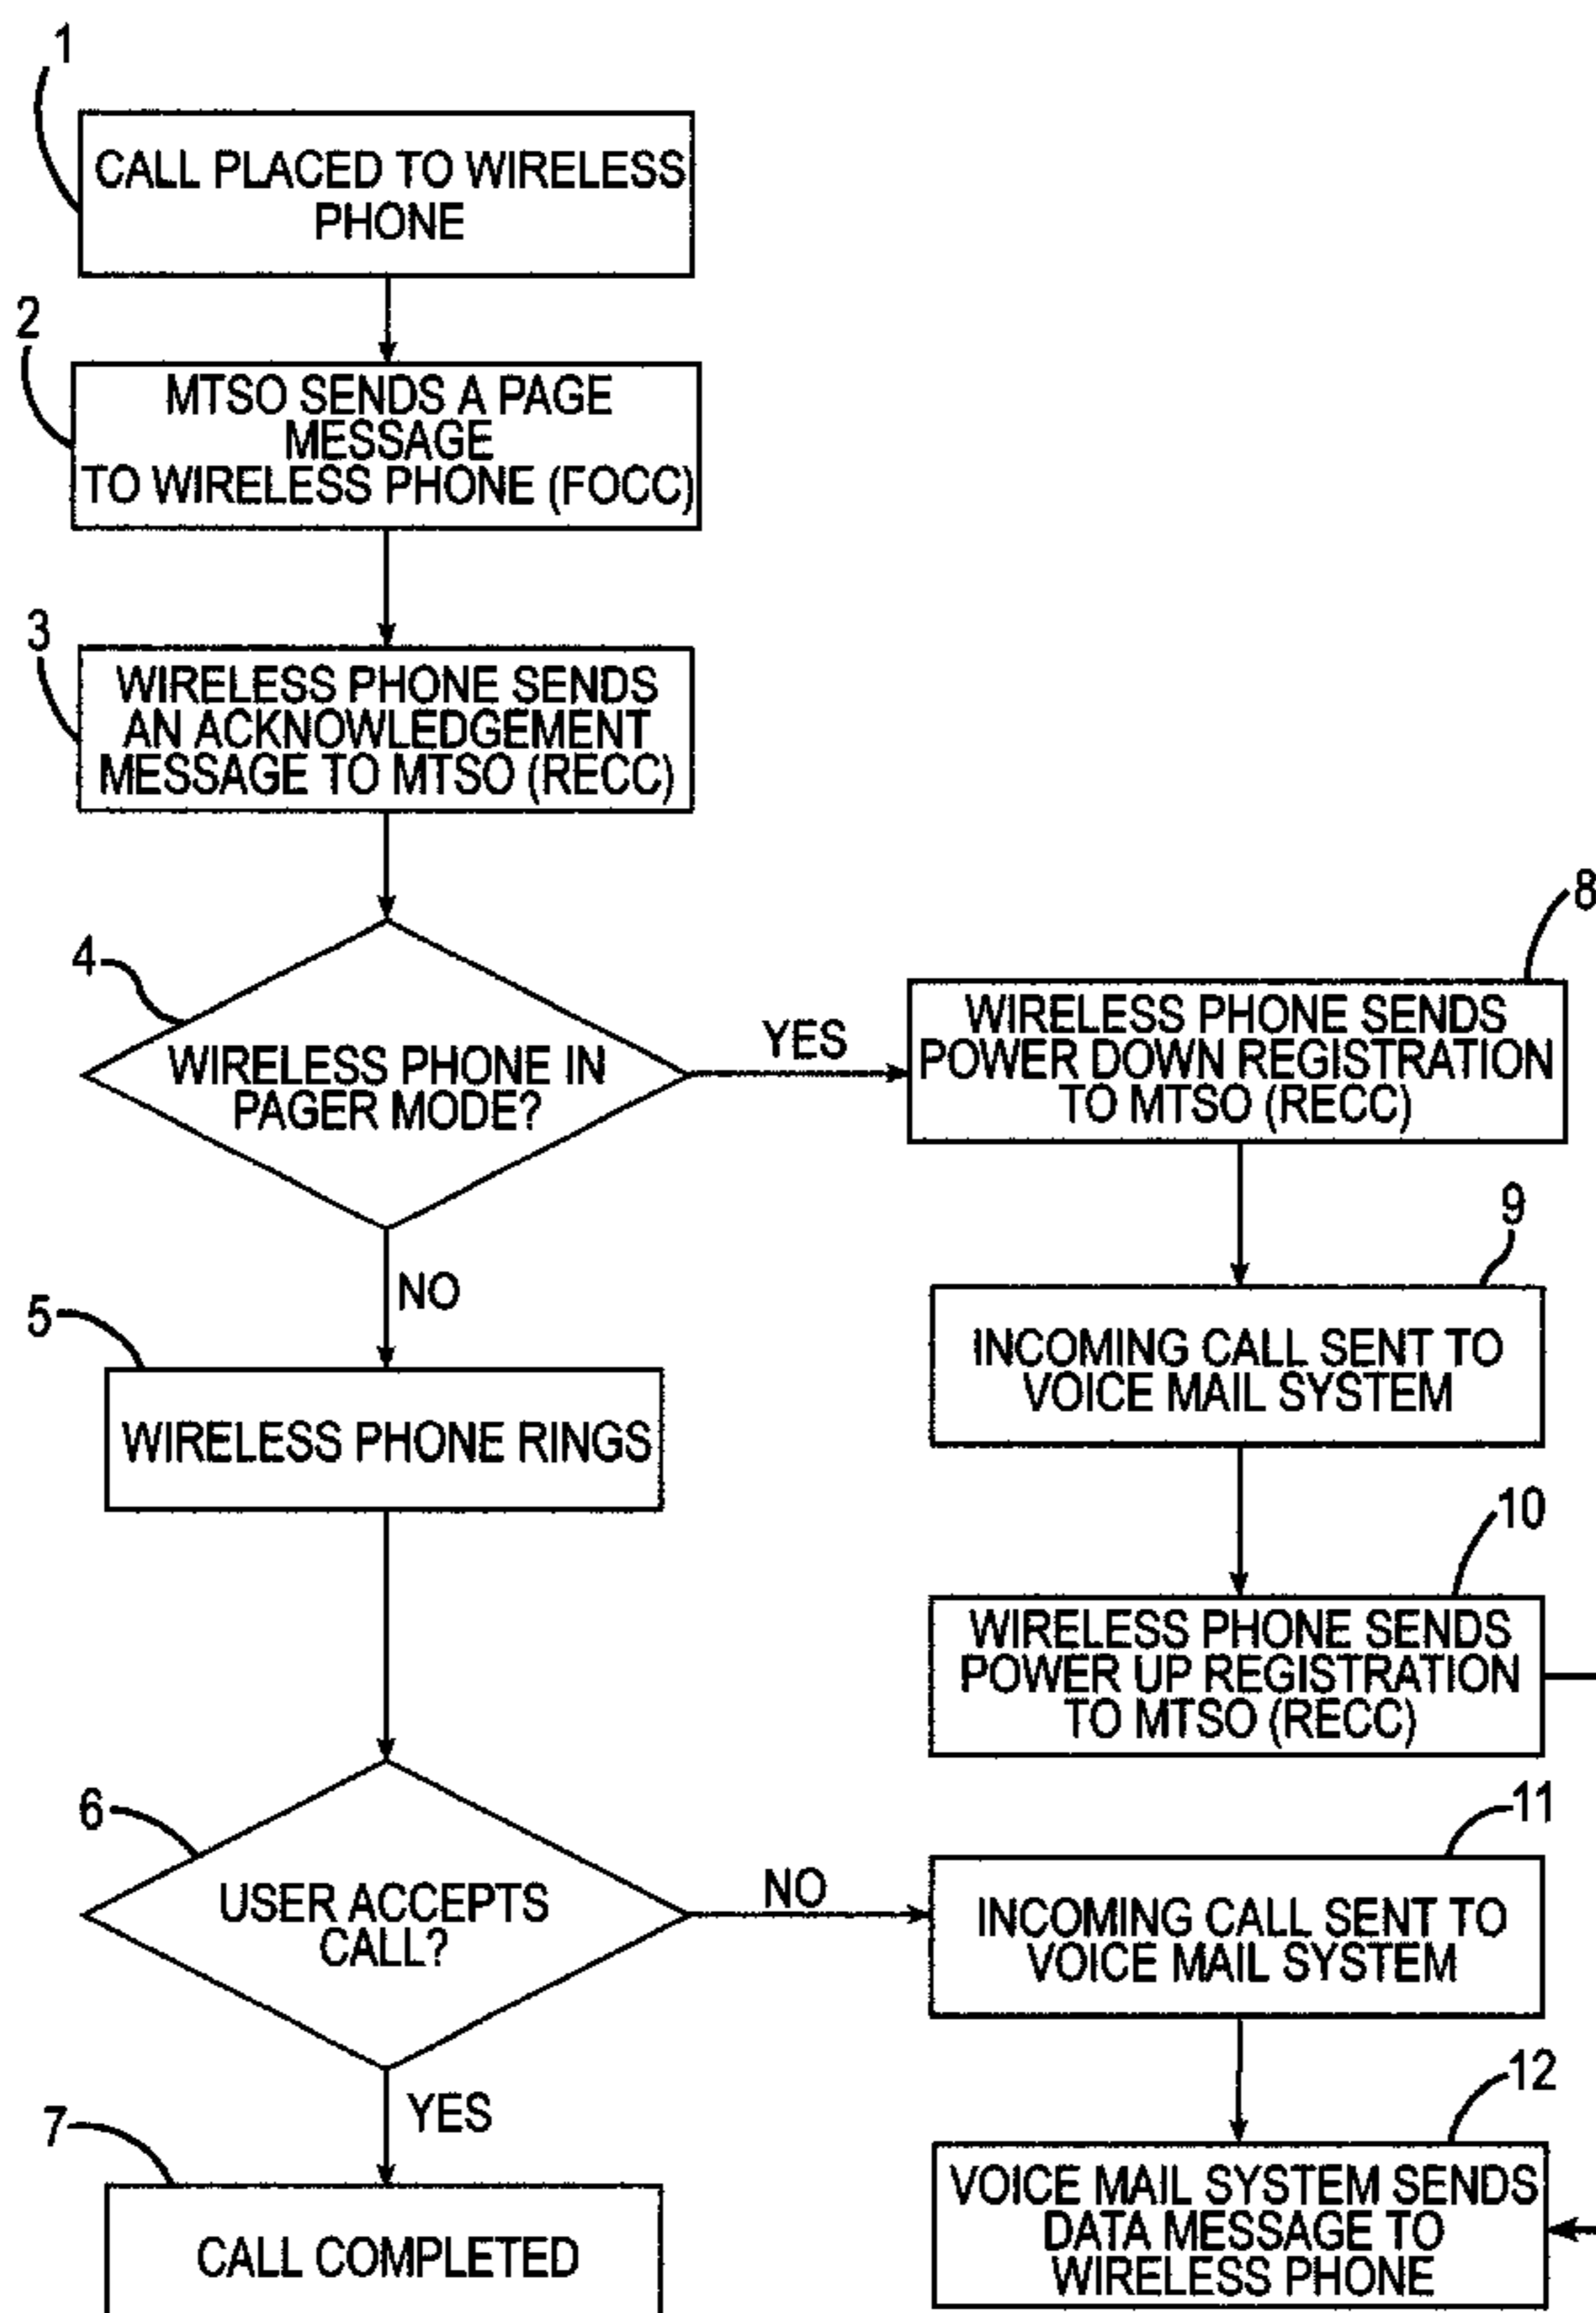 1
CALL PLACED TO WIRELESS
PHONE
2
MTSO SENDS A PAGE
MESSAGE
TO WIRELESS PHONE (FOCC)
3
WIRELESS PHONE SENDS
AN ACKNOWLEDGEMENT
MESSAGE TO MTSO (RECC)
4
WIRELESS PHONE IN
PAGER MODE?
YES
NO
8
WIRELESS PHONE SENDS
POWER DOWN REGISTRATION
TO MTSO (RECC)
9
INCOMING CALL SENT TO
VOICE MAIL SYSTEM
5
WIRELESS PHONE RINGS
10
WIRELESS PHONE SENDS
POWER UP REGISTRATION
TO MTSO (RECC)
6
USER ACCEPTS
CALL?
NO
YES
11
INCOMING CALL SENT TO
VOICE MAIL SYSTEM
7
CALL COMPLETED
12
VOICE MAIL SYSTEM SENDS
DATA MESSAGE TO
WIRELESS PHONE